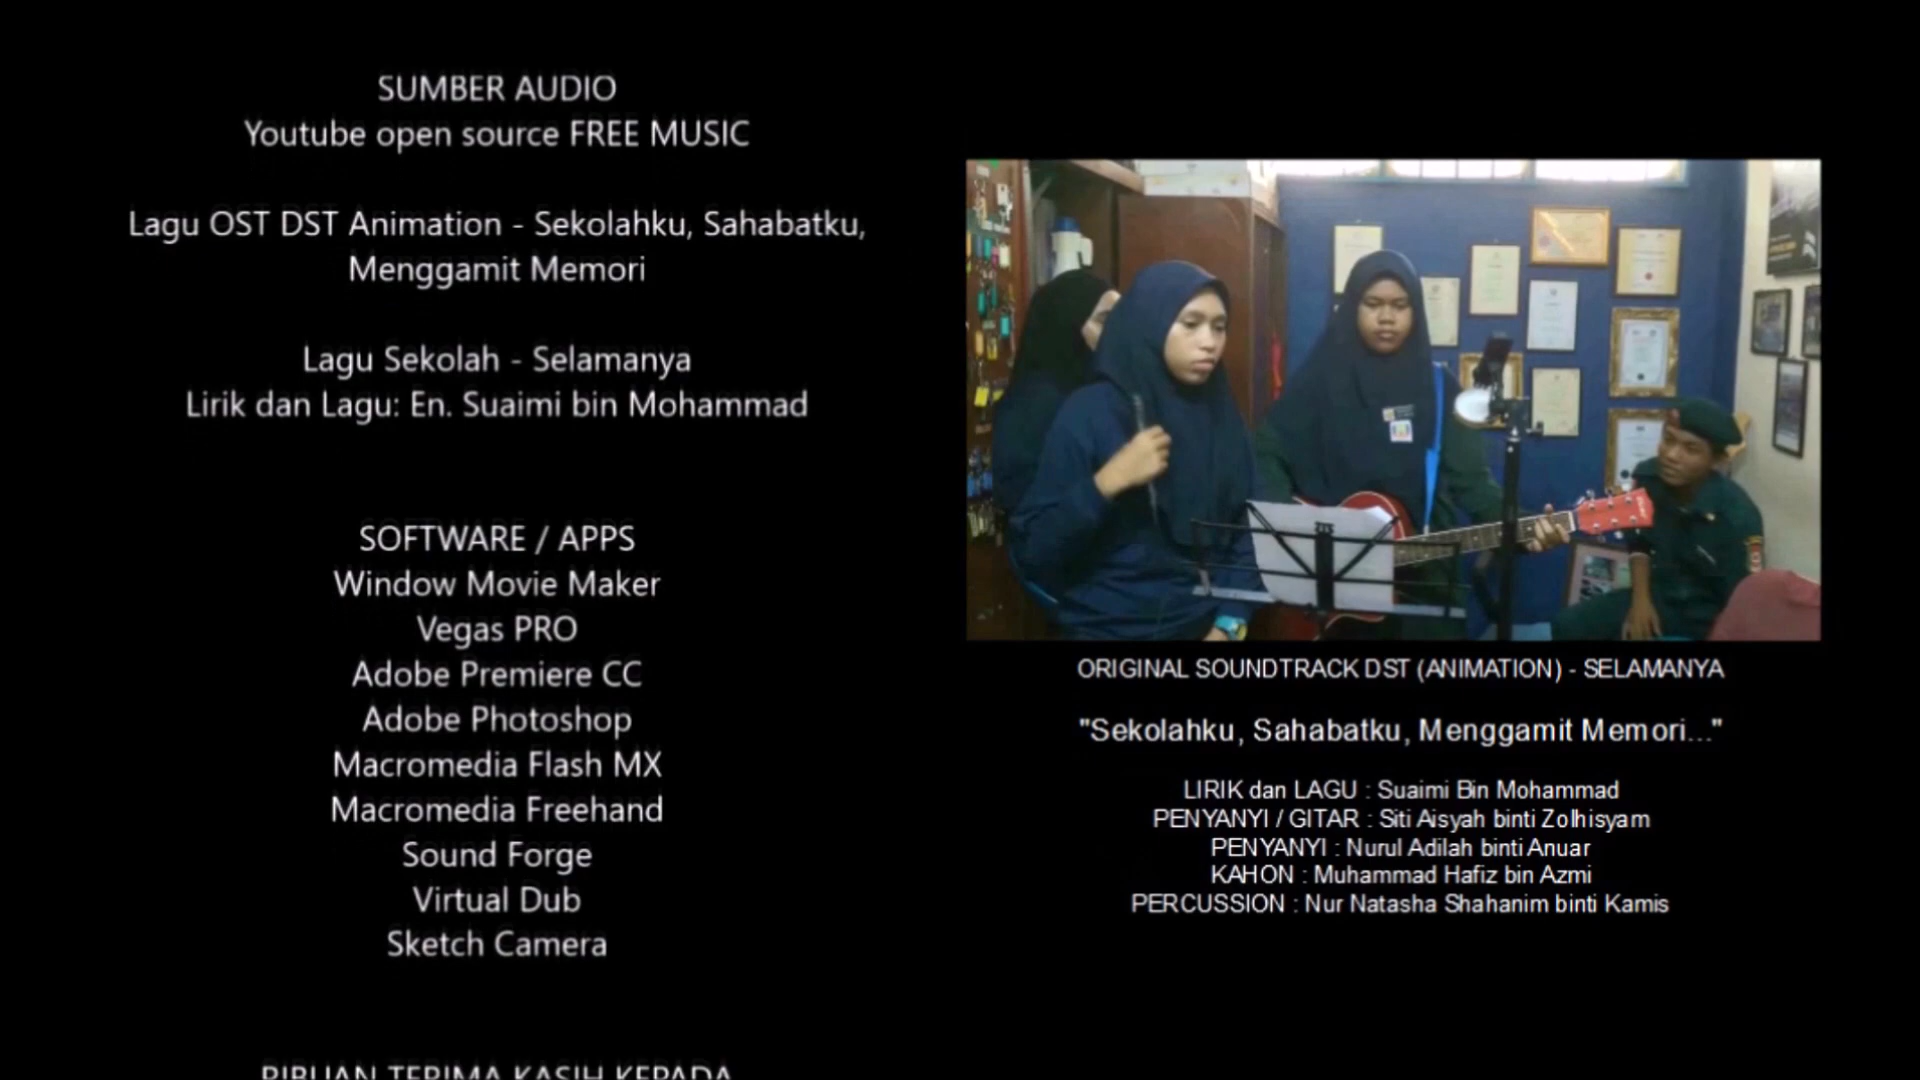 SUMBER AUDIO
Youtube open source FREE MUSIC
Lagu OST DST Animation - Sekolahku, Sahabatku,
Menggamit Memori
Lagu Sekolah - Selamanya
Lirik dan Lagu: En. Suaimi bin Mohammad
SOFTWARE / APPS
Window Movie Maker
Vegas PRO
Adobe Premiere CC
Adobe Photoshop
Macromedia Flash MX
Macromedia Freehand
Sound Forge
Virtual Dub
Sketch Camera
RIBUAN TERIMA KASIH KEPADA
ORIGINAL SOUNDTRACK DST (ANIMATION) - SELAMANYA
"Sekolahku, Sahabatku, Menggamit Memori..."
LIRIK dan LAGU : Suaimi Bin Mohammad
PENYANYI / GITAR : Siti Aisyah binti Zolhisyam
PENYANYI : Nurul Adilah binti Anuar
KAHON : Muhammad Hafiz bin Azmi
PERCUSSION : Nur Natasha Shahanim binti Kamis